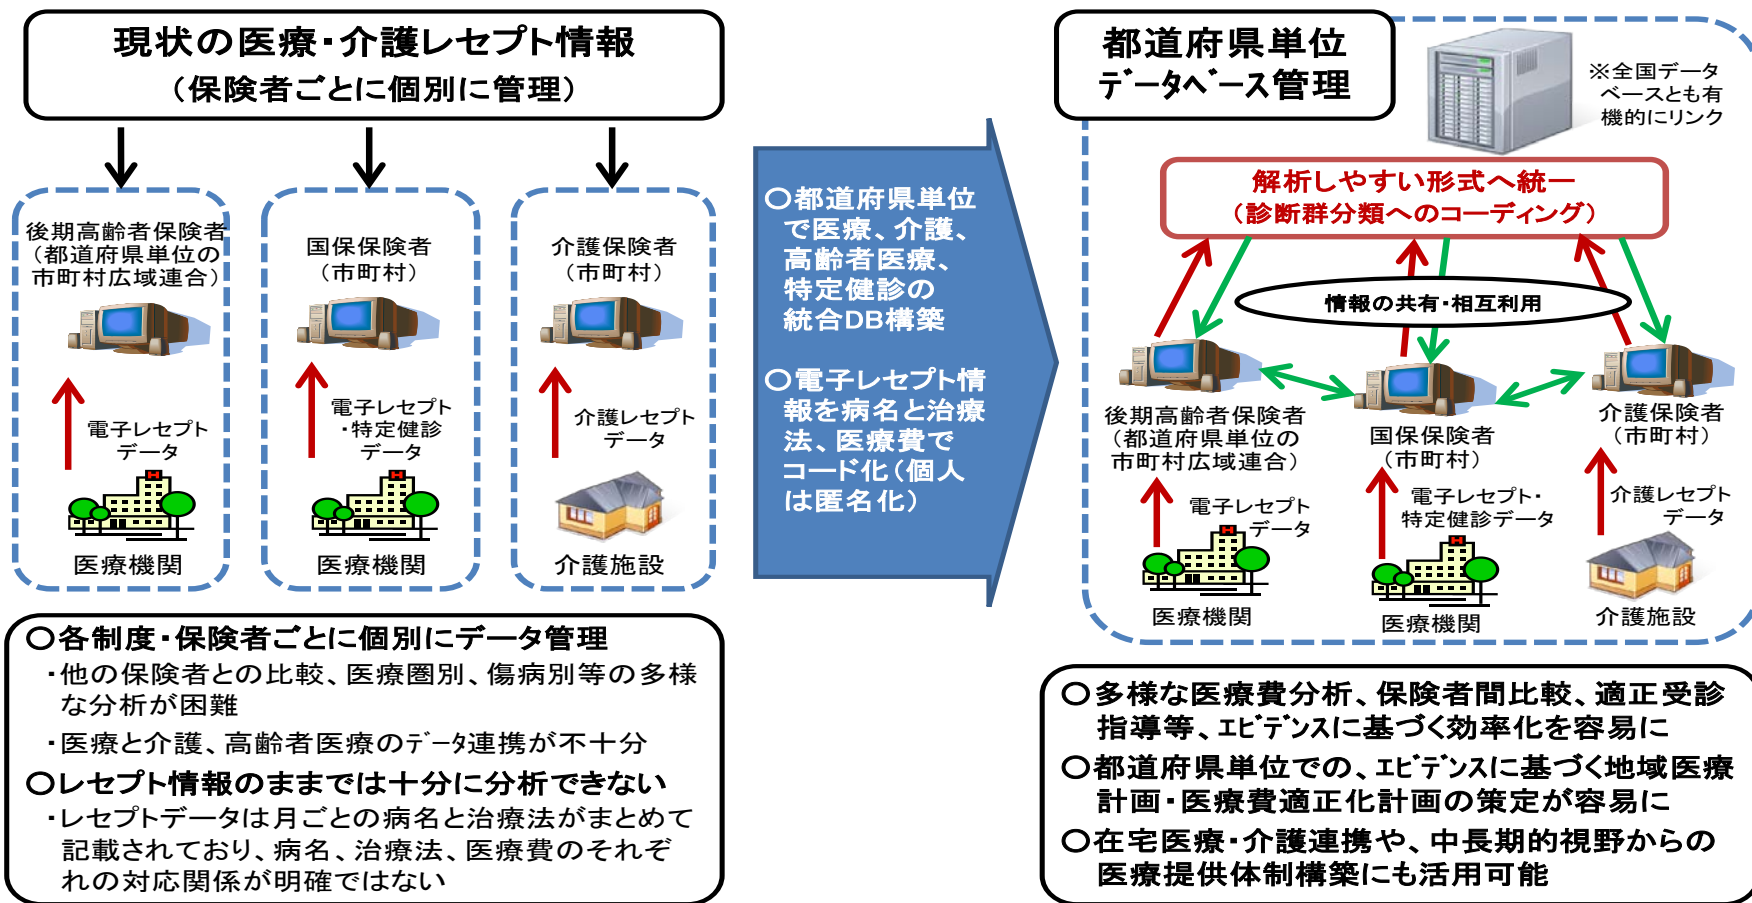 現状の医療・介護レセプト情報
（保険者ごとに個別に管理）
後期高齢者保険者
（都道府県単位の
市町村広域連合）
電子レセプト
データ
医療機関
国保保険者
（市町村）
電子レセプト
・特定健診
データ
医療機関
介護保険者
（市町村）
介護レセプト
データ
介護施設
○各制度・保険者ごとに個別にデータ管理
・他の保険者との比較、医療圏別、傷病別等の多様
な分析が困難
・医療と介護、高齢者医療のﾃﾞｰﾀ連携が不十分
○レセプト情報のままでは十分に分析できない
・レセプトデータは月ごとの病名と治療法がまとめて
記載されており、病名、治療法、医療費のそれぞ
れの対応関係が明確ではない
○都道府県単位
で医療、介護、
高齢者医療、
特定健診の
統合DB構築
○電子レセプト情
報を病名と治療
法、医療費で
コード化（個人
は匿名化）
都道府県単位
ﾃﾞｰﾀﾍﾞｰｽ管理
※全国データ
ベースとも有
機的にリンク
解析しやすい形式へ統一
（診断群分類へのコーディング）
情報の共有・相互利用
後期高齢者保険者
（都道府県単位の
市町村広域連合）
電子レセプト
データ
医療機関
国保保険者
（市町村）
電子レセプト・
特定健診データ
医療機関
介護保険者
（市町村）
介護レセプト
データ
介護施設
○多様な医療費分析、保険者間比較、適正受診
指導等、ｴﾋﾞﾃﾞﾝｽに基づく効率化を容易に
○都道府県単位での、ｴﾋﾞﾃﾞﾝｽに基づく地域医療
計画・医療費適正化計画の策定が容易に
○在宅医療・介護連携や、中長期的視野からの
医療提供体制構築にも活用可能